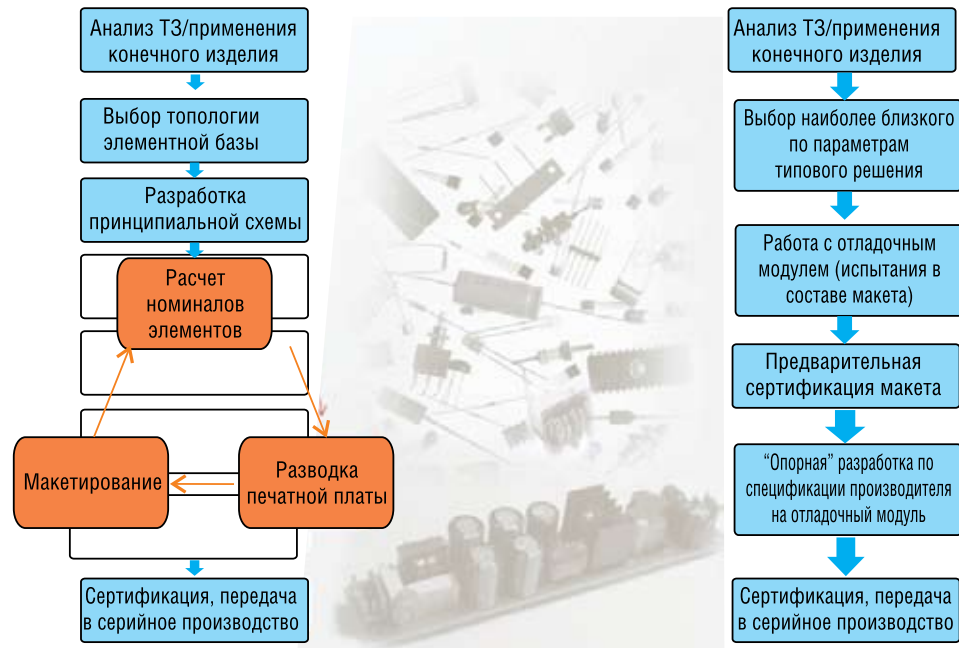 Анализ ТЗ/применения
конечного изделия
Выбор топологии
элементной базы
Разработка
принципиальной схемы
Расчет
номиналов
элементов
Макетирование
Разводка
печатной платы
Сертификация, передача
в серийное производство
Анализ ТЗ/применения
конечного изделия
Выбор наиболее близкого
по параметрам
типового решения
Работа с отладочным
модулем (испытания в
составе макета)
Предварительная
сертификация макета
“Опорная” разработка по
спецификации производителя
на отладочный модуль
Сертификация, передача
в серийное производство